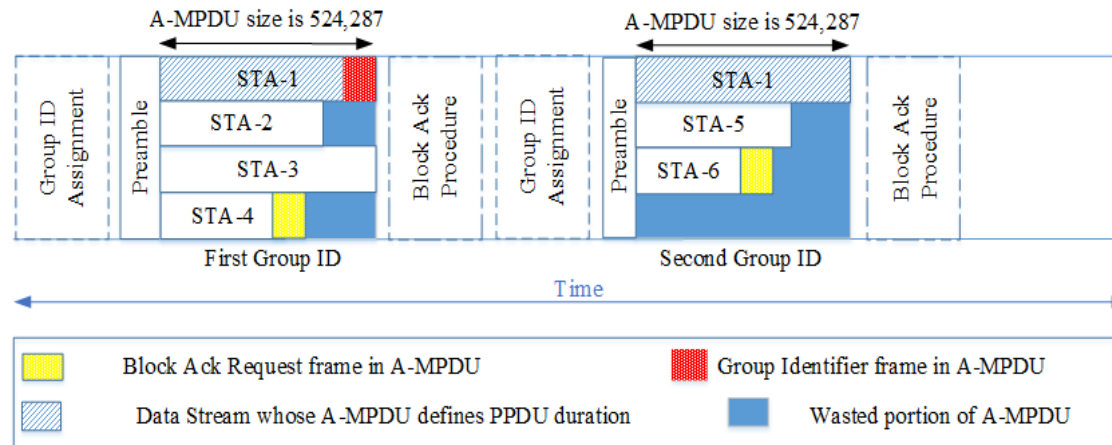 A-MPDU size is 524,287
A-MPDU size is 524,287
Group ID
Assignment
Preamble
STA-1
STA-2
STA-3
STA-4
Block Ack
Procedure
Group ID
Assignment
Preamble
STA-1
STA-5
STA-6
Block Ack
Procedure
First Group ID
Second Group ID
Time
Block Ack Request frame in A-MPDU
Group Identifier frame in A-MPDU
Data Stream whose A-MPDU defines PPDU duration
Wasted portion of A-MPDU